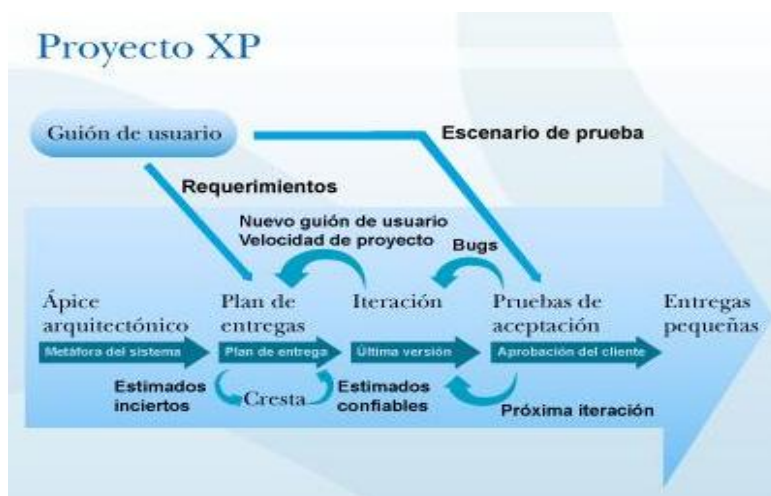 Proyecto XP
Guión de usuario
Escenario de prueba
Requerimientos
Nuevo guión de usuario
Velocidad de proyecto
Bugs
Ápice
arquitectónico
Plan de
entregas
Iteración
Pruebas de
aceptación
Entregas
pequeñas
Metáfora del sistema
Plan de entrega
Última versión
Aprobación del cliente
Estimados
inciertos
Cresta
Estimados
confiables
Próxima iteración